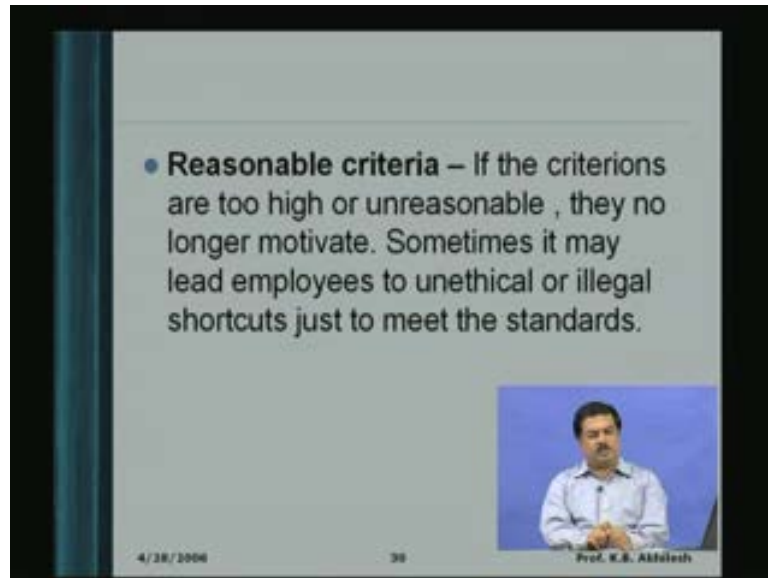 Reasonable criteria – If the criterions
are too high or unreasonable , they no
longer motivate. Sometimes it may
lead employees to unethical or illegal
shortcuts just to meet the standards.
4/28/2006
30
Prof. K.B. Akhilesh